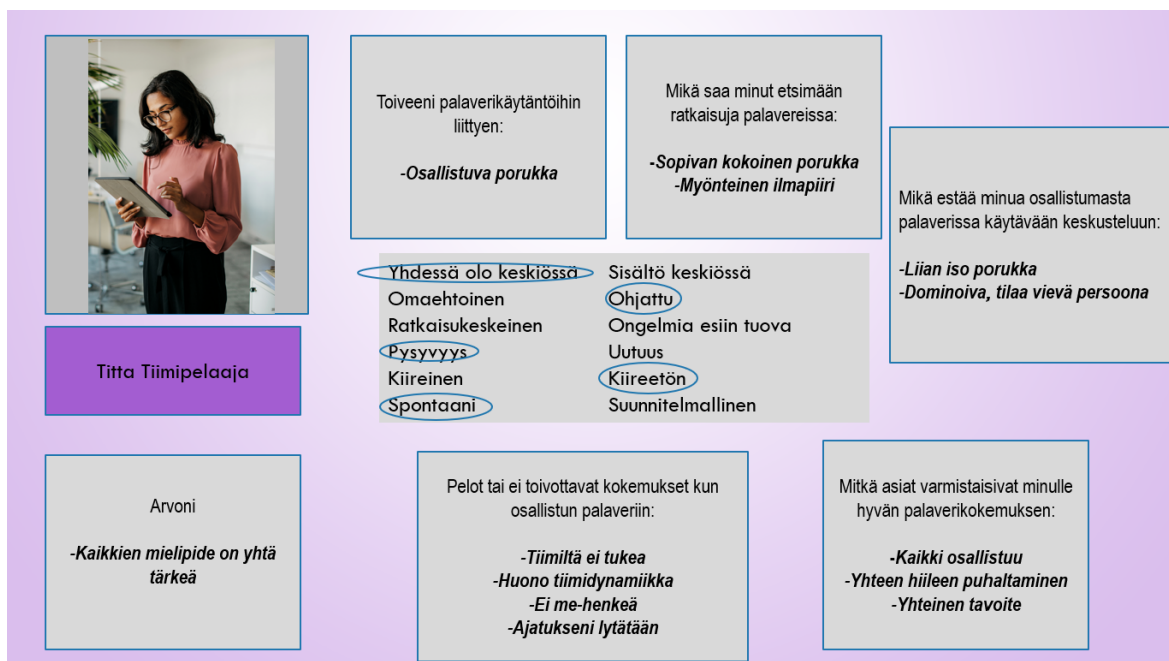 Toiveeni palaverikäytäntöihin
liittyen:
-Osallistuva porukka
Mikä saa minut etsimään
ratkaisuja palavereissa:
-Sopivan kokoinen porukka
-Myönteinen ilmapiiri
Mikä estää minua osallistumasta
palaverissa käytävään keskusteluun:
-Liian iso porukka
-Dominoiva, tilaa vievä persoona
Titta Tiimipelaaja
Yhdessä olo keskiössä Sisältö keskiössä
Omaehtoinen Ohjattu
Ratkaisukeskeinen Ongelmia esiin tuova
Pysyvyys Uutuus
Kiireinen Kiireetön
Spontaani Suunnitelmallinen
Arvoni
-Kaikkien mielipide on yhtä
tärkeä
Pelot tai ei toivottavat kokemukset kun
osallistun palaveriin:
-Tiimiltä ei tukea
-Huono tiimidynamiikka
-Ei me-henkeä
-Ajatukseni lytätään
Mitkä asiat varmistaisivat minulle
hyvän palaverikokemuksen:
-Kaikki osallistuu
-Yhteen hiileen puhaltaminen
-Yhteinen tavoite